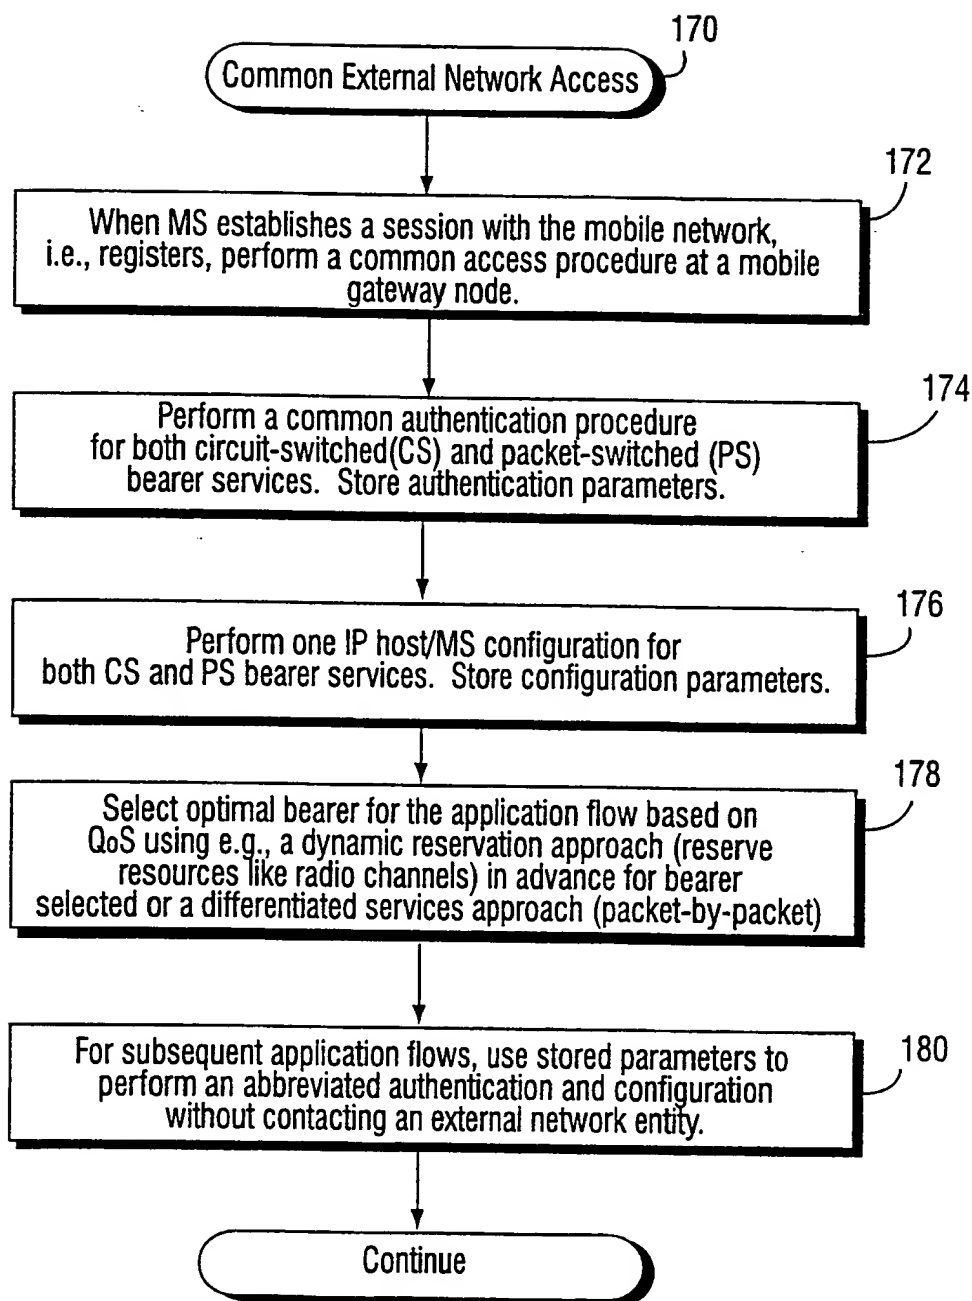 170
Common External Network Access
172
When MS establishes a session with the mobile network,
i.e., registers, perform a common access procedure at a mobile
gateway node.
174
Perform a common authentication procedure
for both circuit-switched(CS) and packet-switched (PS)
bearer services. Store authentication parameters.
176
Perform one IP host/MS configuration for
both CS and PS bearer services. Store configuration parameters.
178
Select optimal bearer for the application flow based on
QoS using e.g., a dynamic reservation approach (reserve
resources like radio channels) in advance for bearer
selected or a differentiated services approach (packet-by-packet)
180
For subsequent application flows, use stored parameters to
perform an abbreviated authentication and configuration
without contacting an external network entity.
Continue